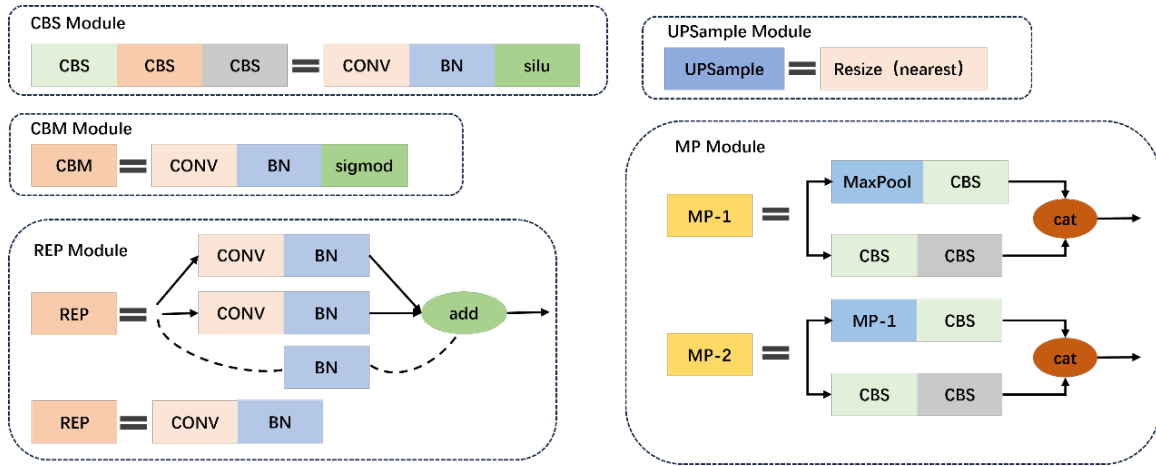 CBS Module
CBS CBS CBS = CONV BN silu
CBM Module
CBM = CONV BN sigmod
REP Module
CONV BN
REP = CONV BN add
BN
REP = CONV BN
UPSample Module
UPSample = Resize（nearest）
MP Module
MaxPool CBS
MP-1 = cat
CBS CBS
MP-1 CBS
MP-2 = cat
CBS CBS